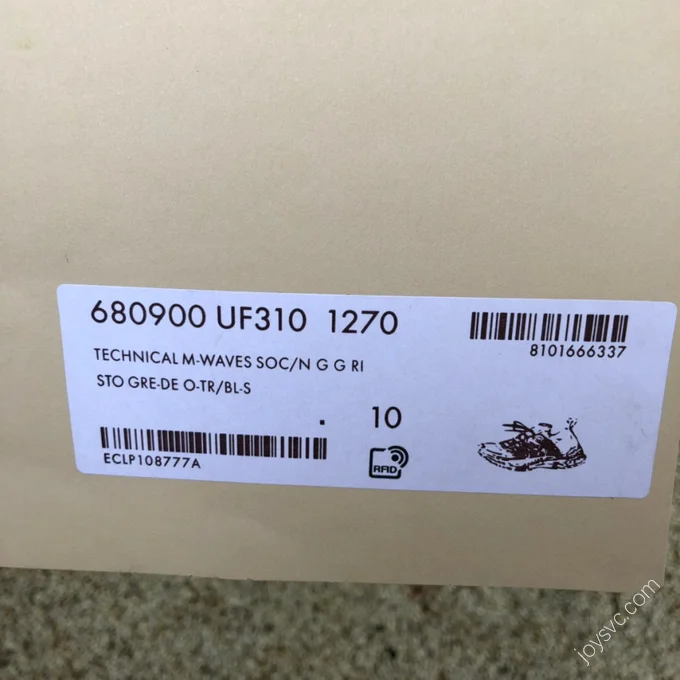 680900 UF310 1270
8101666337
TECHNICAL M-WAVES SOC/N G G RI
STO GRE-DE O-TR/BL-S
. 10
ECLP108777A
RFID
joysvc.com